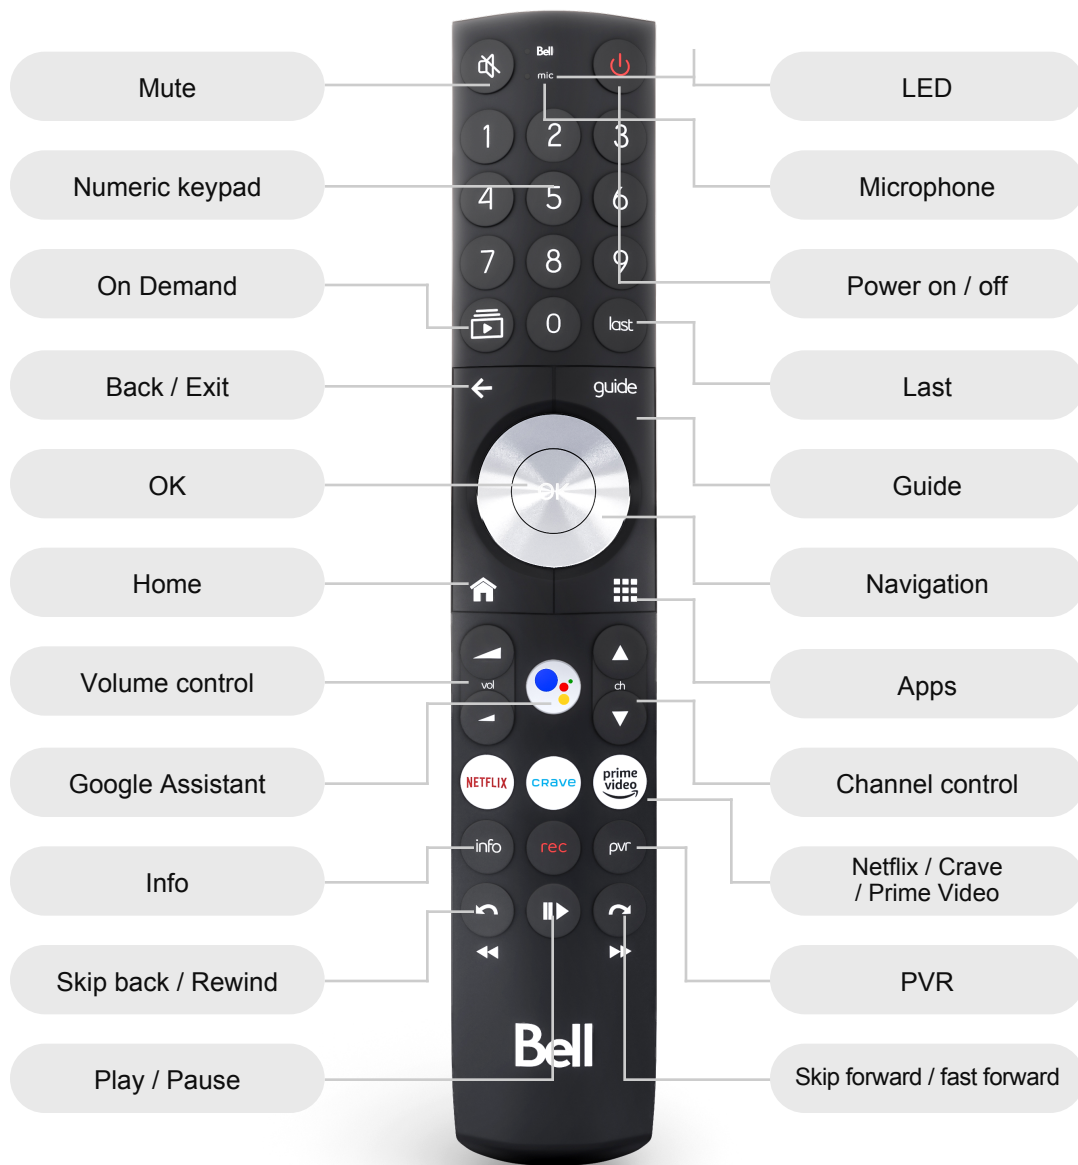 Mute
Numeric keypad
On Demand
Back / Exit
OK
Home
Volume control
Google Assistant
Info
Skip back / Rewind
Play / Pause
Bell
mic
1 2 3
4 5 6
7 8 9
0 last
guide
OK
vol ch
NETFLIX CRAVE prime video
info rec pvr
Bell
LED
Microphone
Power on / off
Last
Guide
Navigation
Apps
Channel control
Netflix / Crave
/ Prime Video
PVR
Skip forward / fast forward